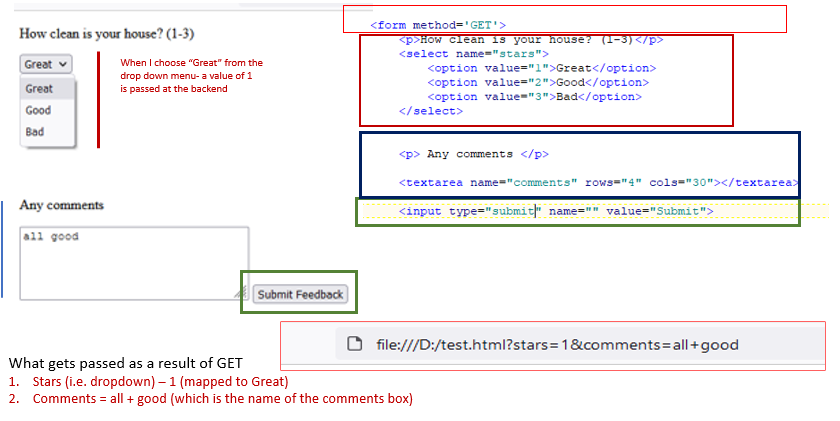 How clean is your house? (1-3)
Great
Great
Good
Bad
When I choose “Great” from the
drop down menu- a value of 1
is passed at the backend
<form method='GET'>
<p>How clean is your house? (1-3)</p>
<select name="stars">
<option value="1">Great</option>
<option value="2">Good</option>
<option value="3">Bad</option>
</select>
<p> Any comments </p>
<textarea name="comments" rows="4" cols="30"></textarea>
<input type="submit" name="" value="Submit">
Any comments
all good
Submit Feedback
file:///D:/test.html?stars=1&comments=all+good
What gets passed as a result of GET
1. Stars (i.e. dropdown) – 1 (mapped to Great)
2. Comments = all + good (which is the name of the comments box)